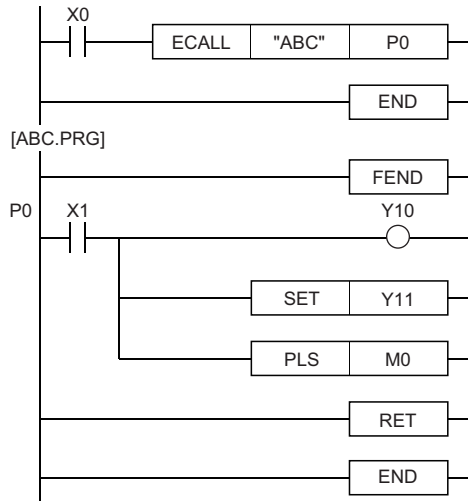 X0
ECALL "ABC" P0
END
[ABC.PRG]
FEND
P0 X1 Y10
SET Y11
PLS M0
RET
END